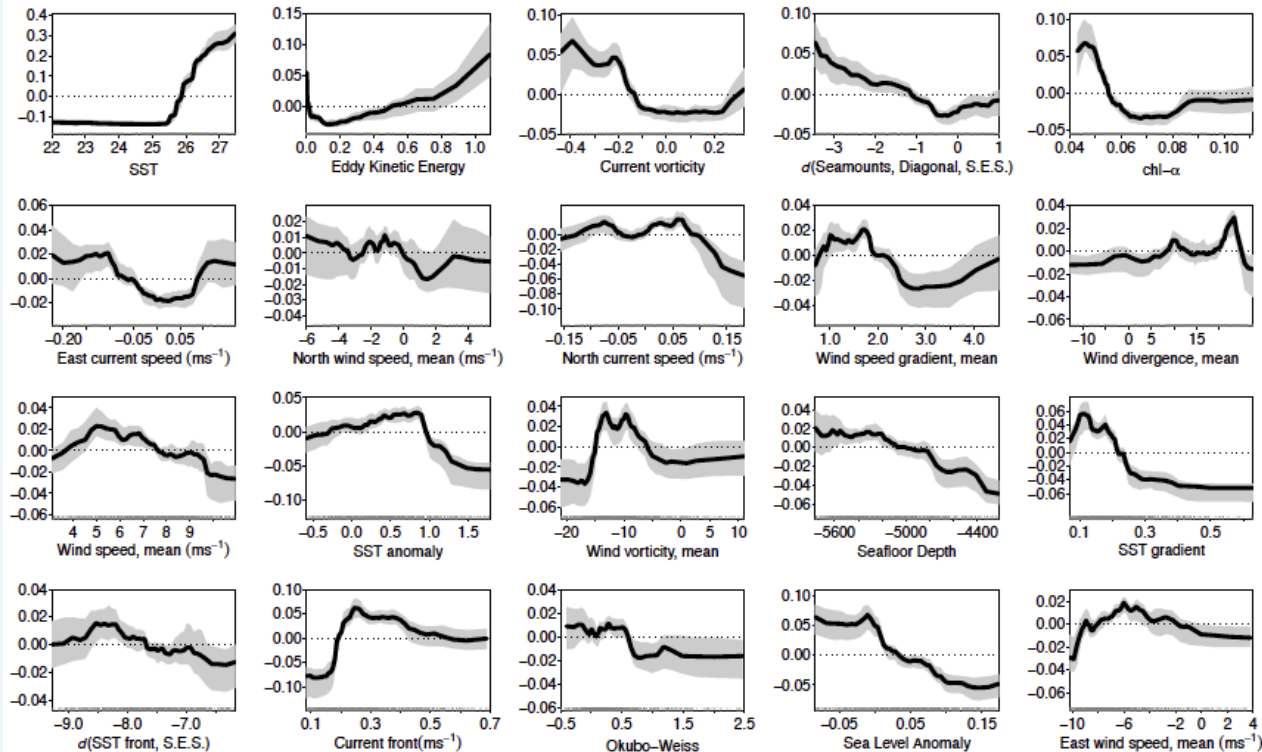 0.4
0.3
0.2
0.1
0.0
−0.1
22 23 24 25 26 27
SST
0.15
0.10
0.05
0.00
0.0 0.2 0.4 0.6 0.8 1.0
Eddy Kinetic Energy
0.10
0.05
0.00
−0.05
−0.4 −0.2 0.0 0.2
Current vorticity
0.10
0.05
0.00
−0.05
−3 −2 −1 0 1
d(Seamounts, Diagonal, S.E.S.)
0.10
0.05
0.00
−0.05
0.04 0.06 0.08 0.10
chl−α
0.06
0.04
0.02
0.00
−0.02
−0.20 −0.05 0.05
East current speed (ms⁻¹)
0.02
0.01
0.00
−0.01
−0.02
−0.03
−0.04
−6 −4 −2 0 2 4
North wind speed, mean (ms⁻¹)
0.00
−0.02
−0.04
−0.06
−0.08
−0.10
−0.15 −0.05 0.05 0.15
North current speed (ms⁻¹)
0.04
0.02
0.00
−0.02
−0.04
1.0 2.0 3.0 4.0
Wind speed gradient, mean
0.04
0.02
0.00
−0.02
−0.04
−0.06
−10 0 5 15
Wind divergence, mean
0.04
0.02
0.00
−0.02
−0.04
−0.06
4 5 6 7 8 9
Wind speed, mean (ms⁻¹)
0.05
0.00
−0.05
−0.10
−0.5 0.0 0.5 1.0 1.5
SST anomaly
0.04
0.02
0.00
−0.02
−0.04
−0.06
−20 −10 −5 0 5 10
Wind vorticity, mean
0.04
0.02
0.00
−0.02
−0.04
−0.06
−5600 −5000 −4400
Seafloor Depth
0.06
0.04
0.02
0.00
−0.02
−0.04
−0.06
0.1 0.3 0.5
SST gradient
0.04
0.02
0.00
−0.02
−0.04
−9.0 −8.0 −7.0
d(SST front, S.E.S.)
0.10
0.05
0.00
−0.05
−0.10
0.1 0.3 0.5 0.7
Current front(ms⁻¹)
0.04
0.02
0.00
−0.02
−0.04
−0.06
−0.5 0.5 1.5 2.5
Okubo−Weiss
0.10
0.05
0.00
−0.05
−0.05 0.05 0.15
Sea Level Anomaly
0.02
0.00
−0.02
−0.04
−0.06
−10 −6 −2 0 2 4
East wind speed, mean (ms⁻¹)